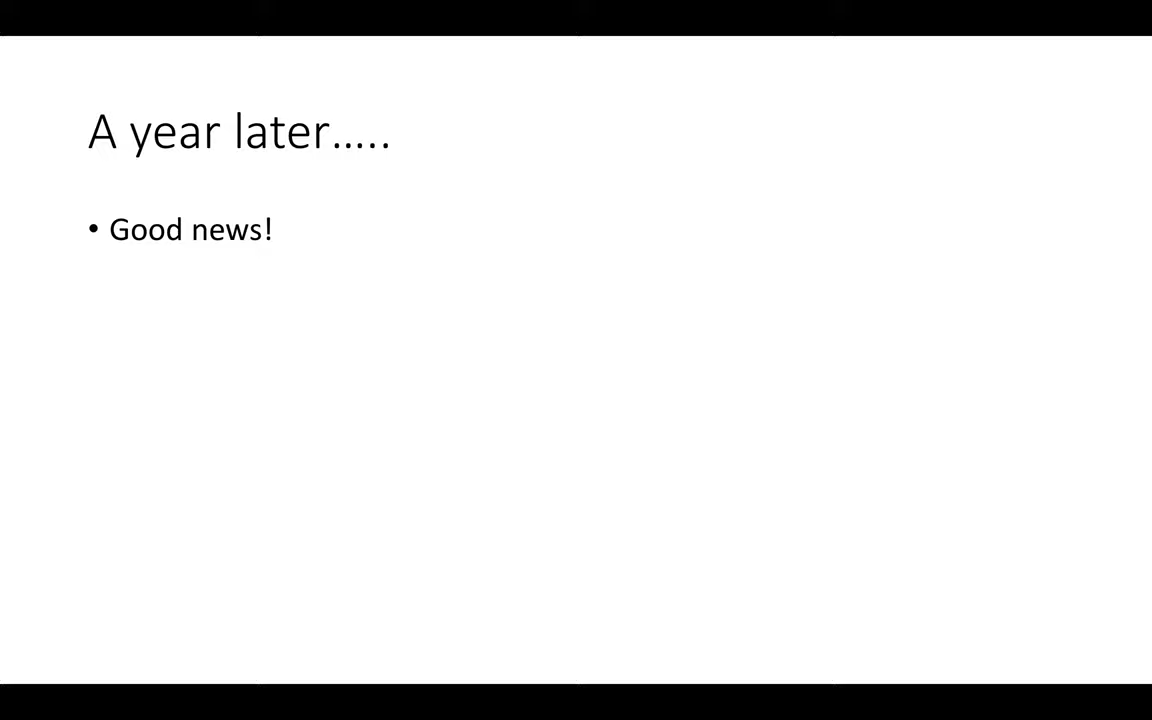 A year later.....
• Good news!